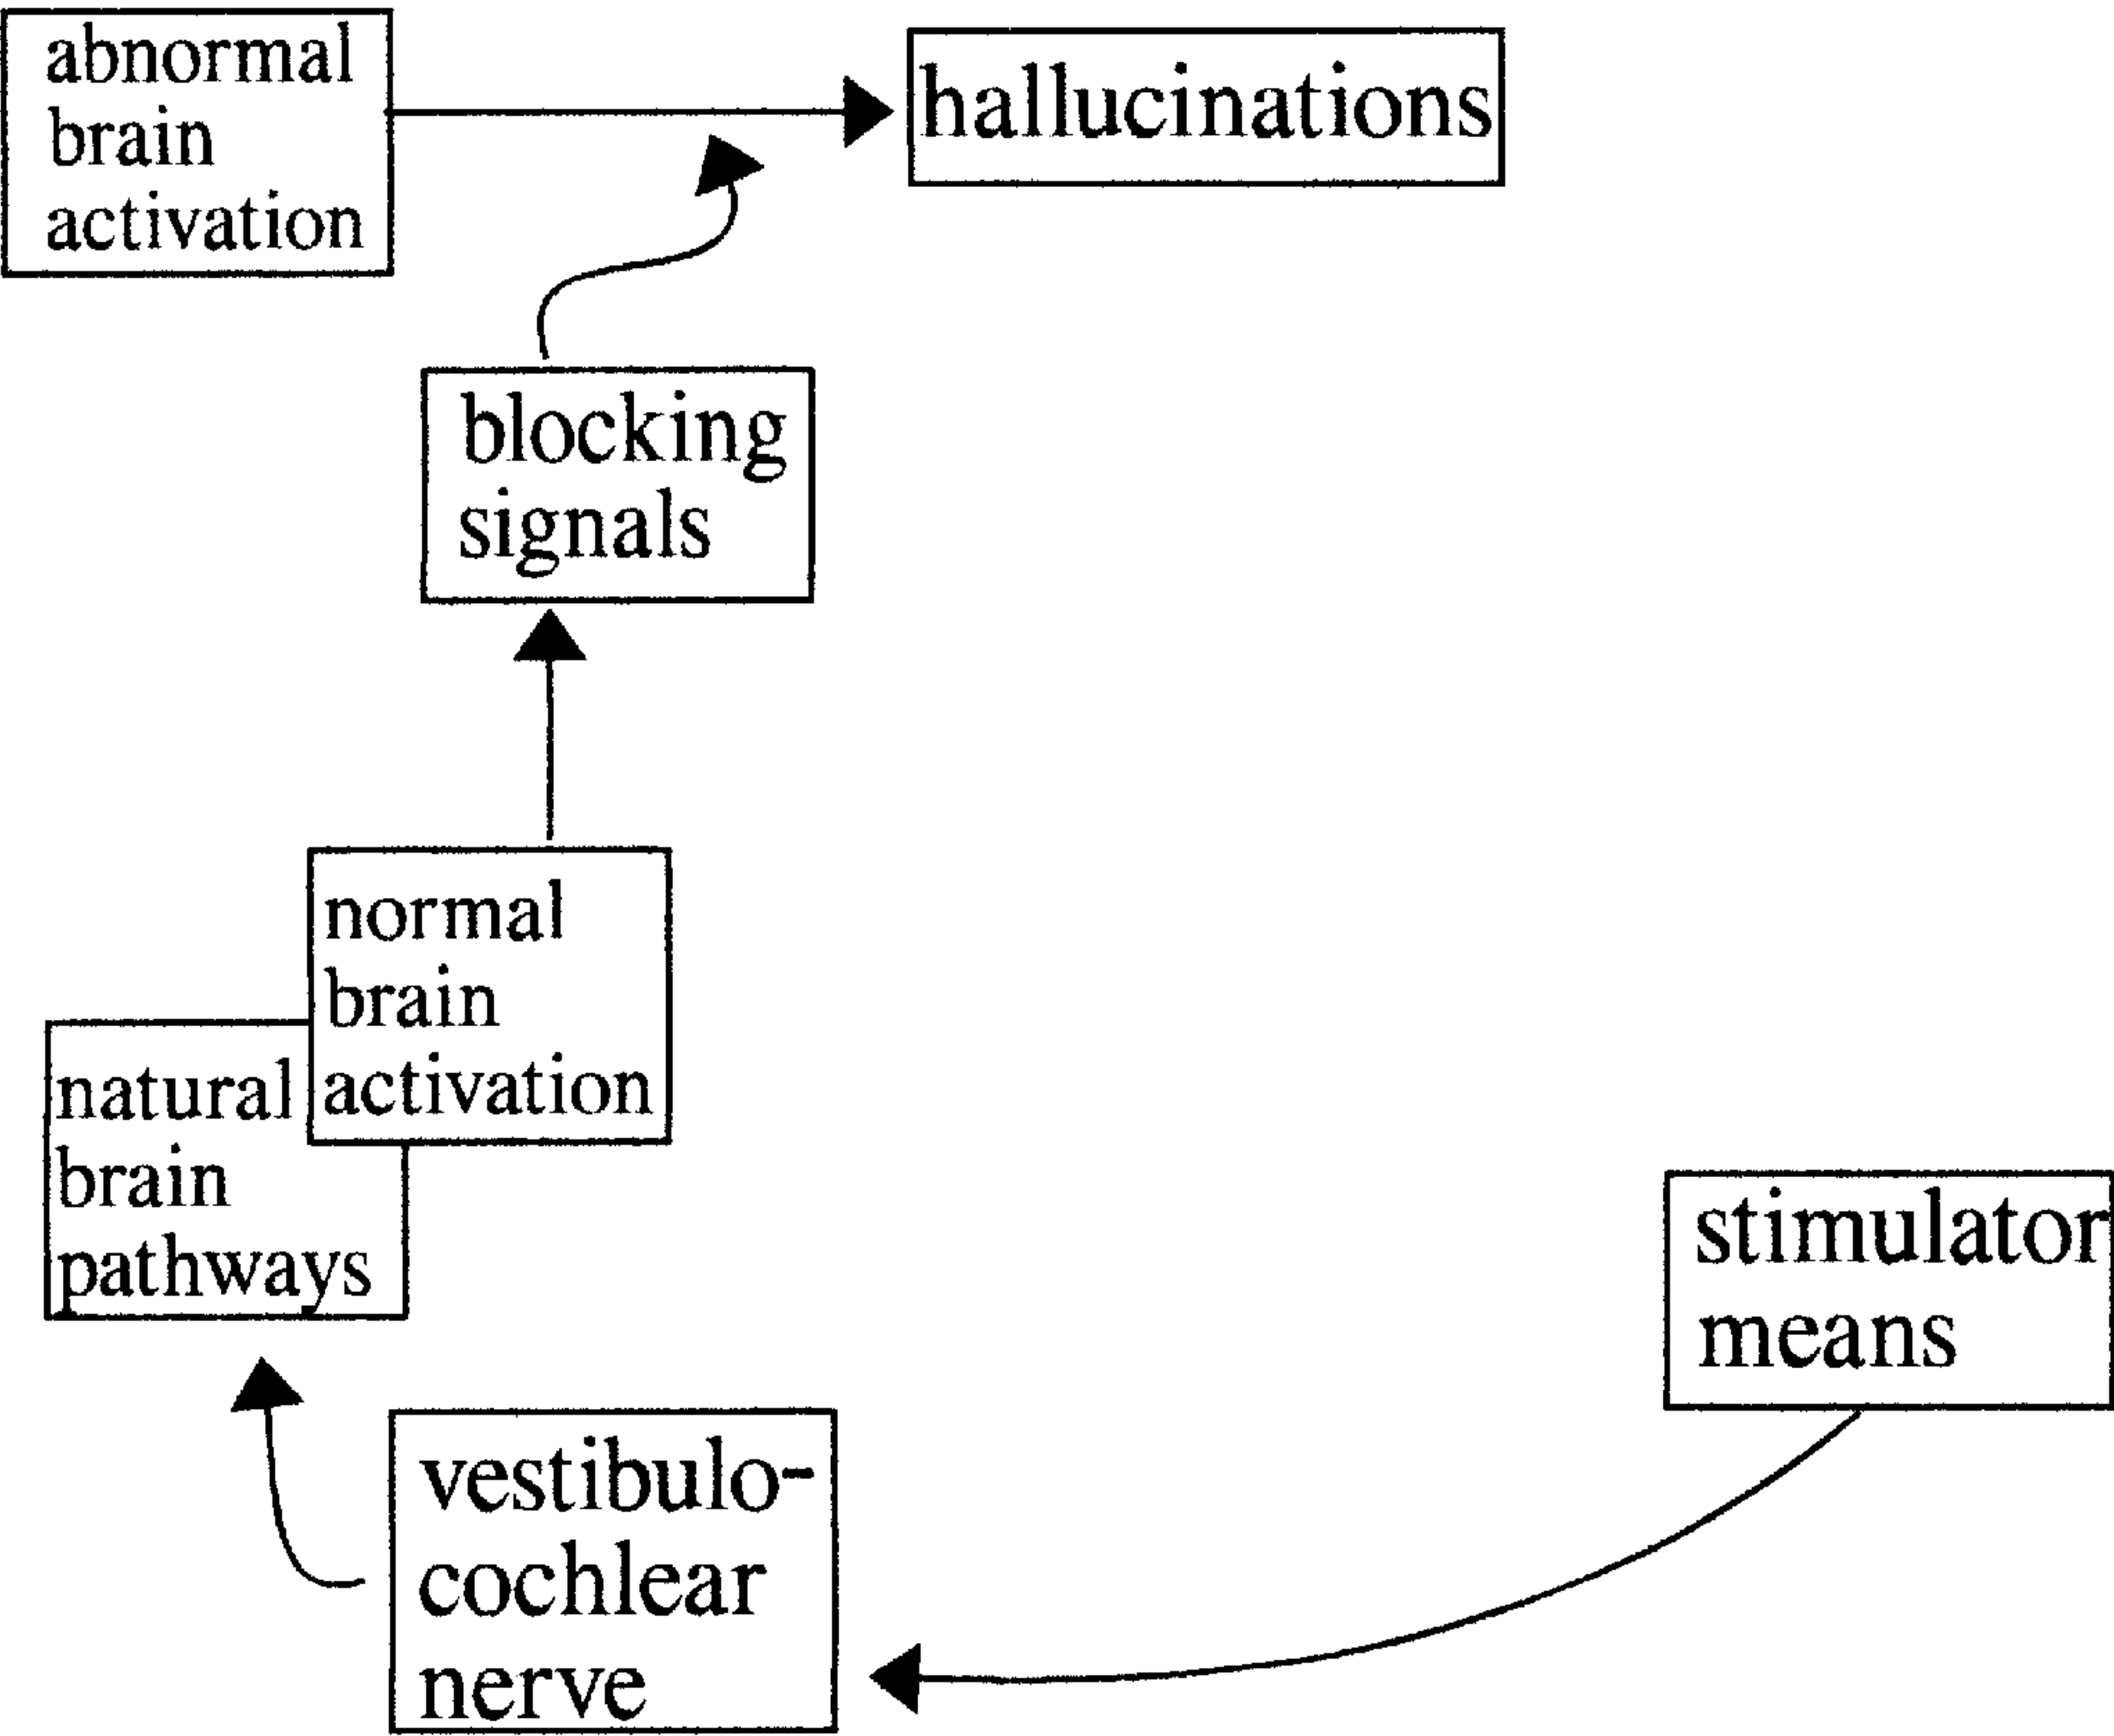 abnormal
brain
activation
hallucinations
blocking
signals
normal
brain
activation
natural
brain
pathways
stimulator
means
vestibulo-
cochlear
nerve